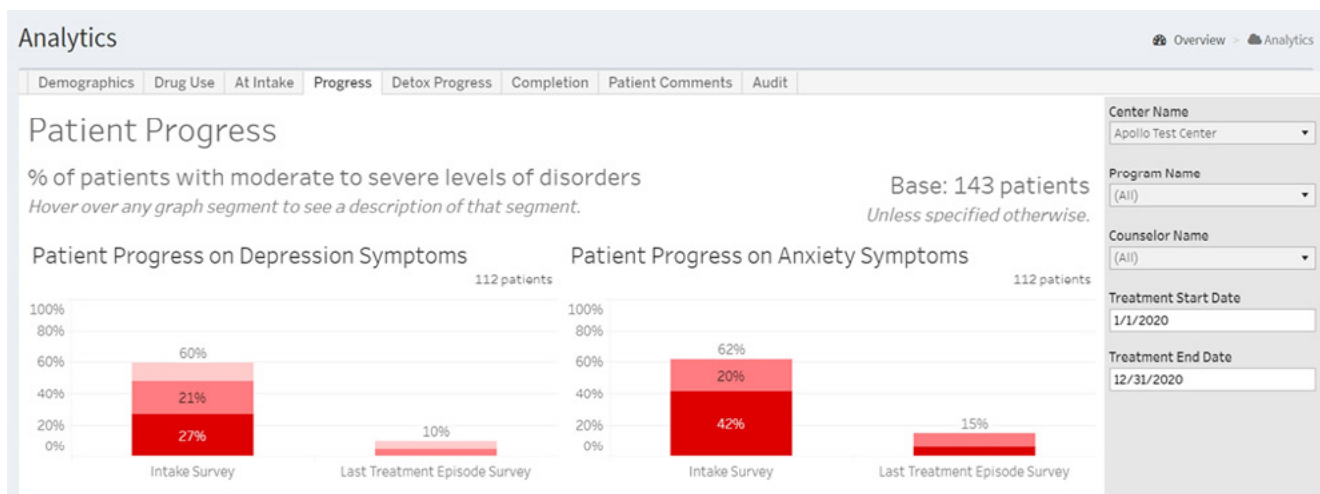 Analytics
Overview > Analytics
Demographics Drug Use At Intake Progress Detox Progress Completion Patient Comments Audit
Patient Progress
% of patients with moderate to severe levels of disorders
Hover over any graph segment to see a description of that segment.
Base: 143 patients
Unless specified otherwise.
Patient Progress on Depression Symptoms
112 patients
100%
80%
60%
40%
20%
0%
60%
21%
27%
10%
Intake Survey
Last Treatment Episode Survey
Patient Progress on Anxiety Symptoms
112 patients
100%
80%
60%
40%
20%
0%
62%
20%
42%
15%
Intake Survey
Last Treatment Episode Survey
Center Name
Apollo Test Center
Program Name
(All)
Counselor Name
(All)
Treatment Start Date
1/1/2020
Treatment End Date
12/31/2020